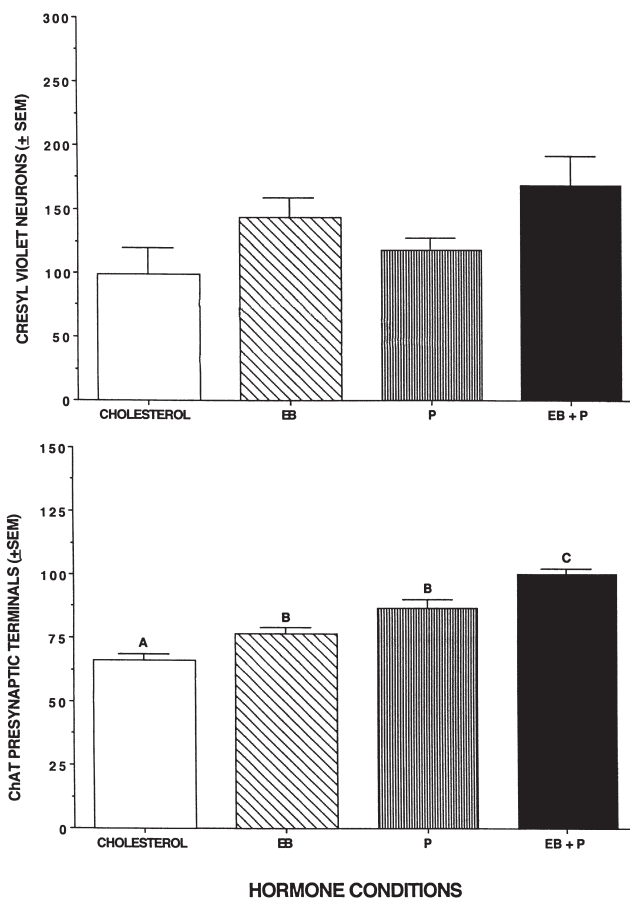 CRESYL VIOLET NEURONS (± SEM)
300
250
200
150
100
50
0
CHOLESTEROL EB P EB + P
ChAT PRESYNAPTIC TERMINALS (±SEM)
150
125
100
75
50
25
0
A
B
B
C
CHOLESTEROL EB P EB + P
HORMONE CONDITIONS